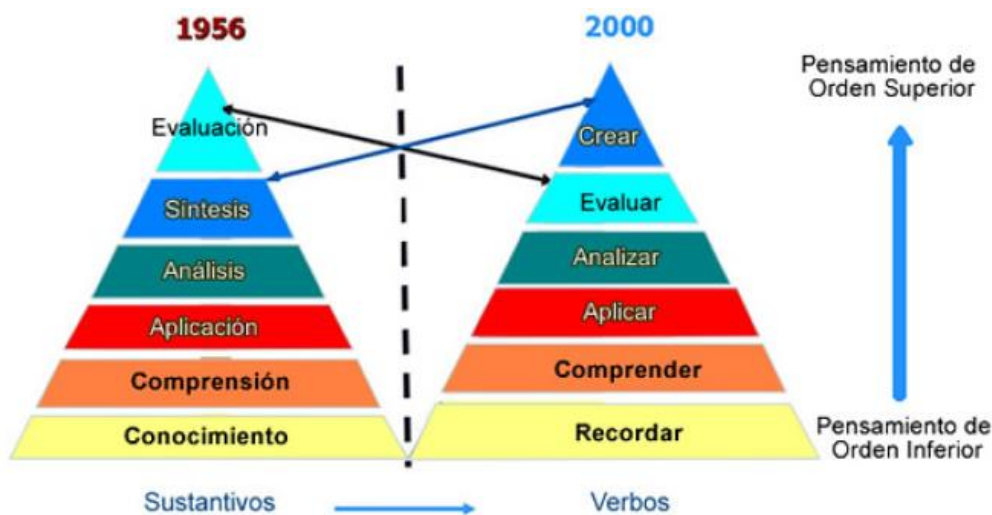 1956
2000
Evaluación
Síntesis
Análisis
Aplicación
Comprensión
Conocimiento
Crear
Evaluar
Analizar
Aplicar
Comprender
Recordar
Pensamiento de
Orden Superior
Pensamiento de
Orden Inferior
Sustantivos
Verbos